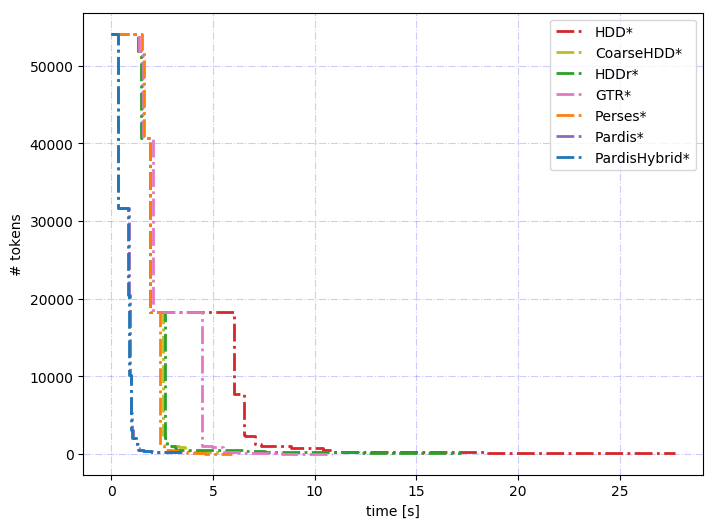 HDD*
CoarseHDD*
HDDr*
GTR*
Perses*
Pardis*
PardisHybrid*
50000
40000
30000
20000
10000
0
# tokens
0 5 10 15 20 25
time [s]